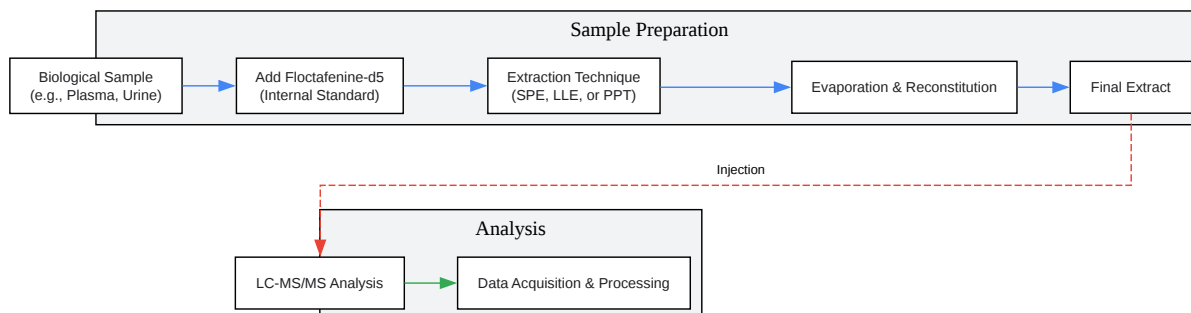 Sample Preparation
Biological Sample
(e.g., Plasma, Urine)
Add Floctafenine-d5
(Internal Standard)
Extraction Technique
(SPE, LLE, or PPT)
Evaporation & Reconstitution
Final Extract
Injection
Analysis
LC-MS/MS Analysis
Data Acquisition & Processing